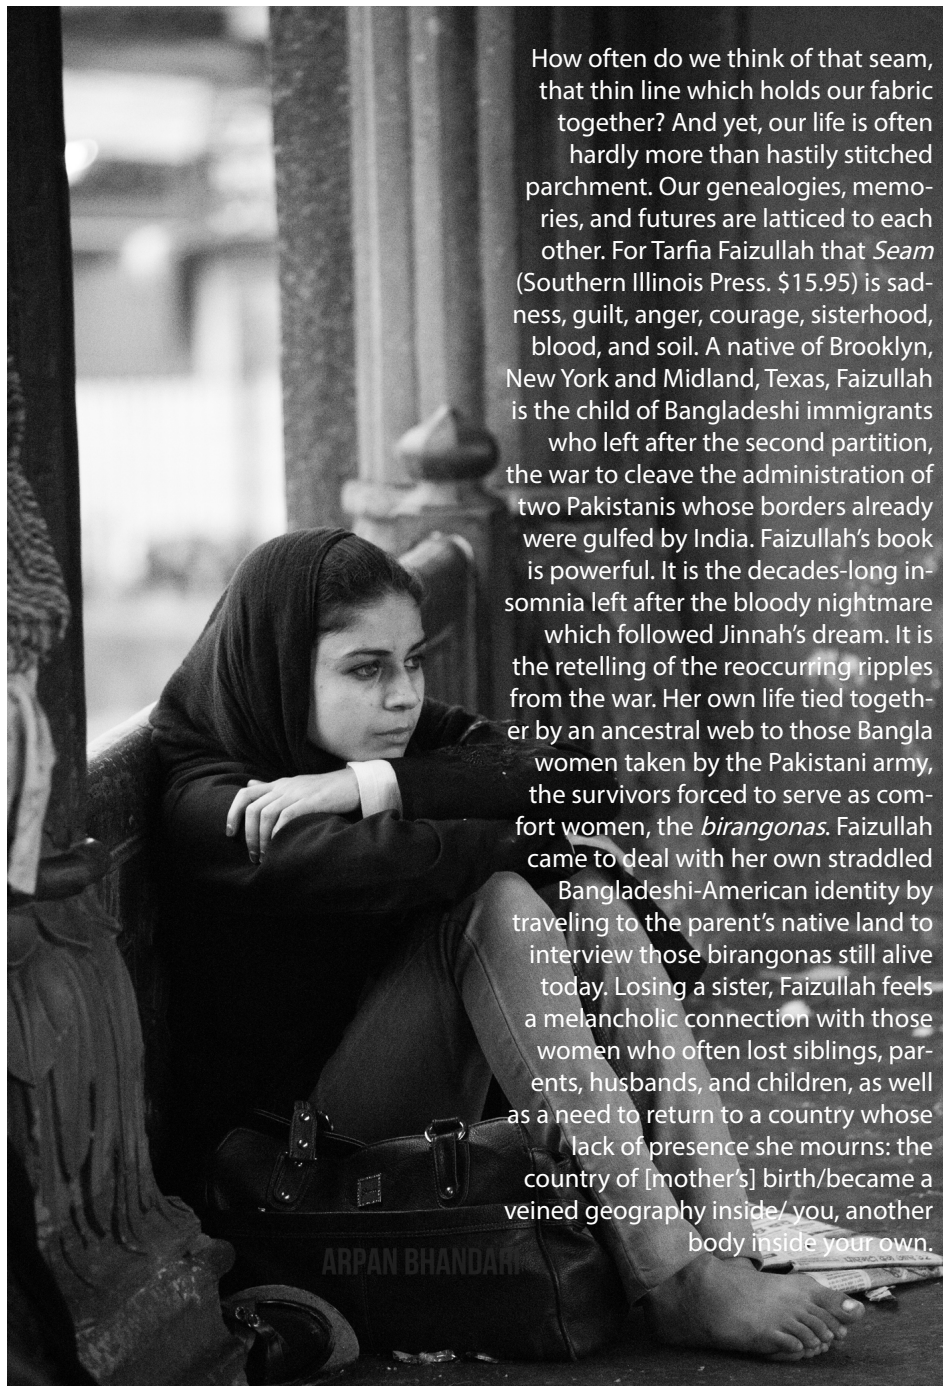 How often do we think of that seam,
that thin line which holds our fabric
together? And yet, our life is often
hardly more than hastily stitched
parchment. Our genealogies, memo-
ries, and futures are latticed to each
other. For Tarfia Faizullah that Seam
(Southern Illinois Press. $15.95) is sad-
ness, guilt, anger, courage, sisterhood,
blood, and soil. A native of Brooklyn,
New York and Midland, Texas, Faizullah
is the child of Bangladeshi immigrants
who left after the second partition,
the war to cleave the administration of
two Pakistanis whose borders already
were gulfed by India. Faizullah’s book
is powerful. It is the decades-long in-
somnia left after the bloody nightmare
which followed Jinnah’s dream. It is
the retelling of the reoccurring ripples
from the war. Her own life tied togeth-
er by an ancestral web to those Bangla
women taken by the Pakistani army,
the survivors forced to serve as com-
fort women, the birangonas. Faizullah
came to deal with her own straddled
Bangladeshi-American identity by
traveling to the parent’s native land to
interview those birangonas still alive
today. Losing a sister, Faizullah feels
a melancholic connection with those
women who often lost siblings, par-
ents, husbands, and children, as well
as a need to return to a country whose
lack of presence she mourns: the
country of [mother’s] birth/became a
veined geography inside/ you, another
body inside your own.
ARPAN BHANDARI